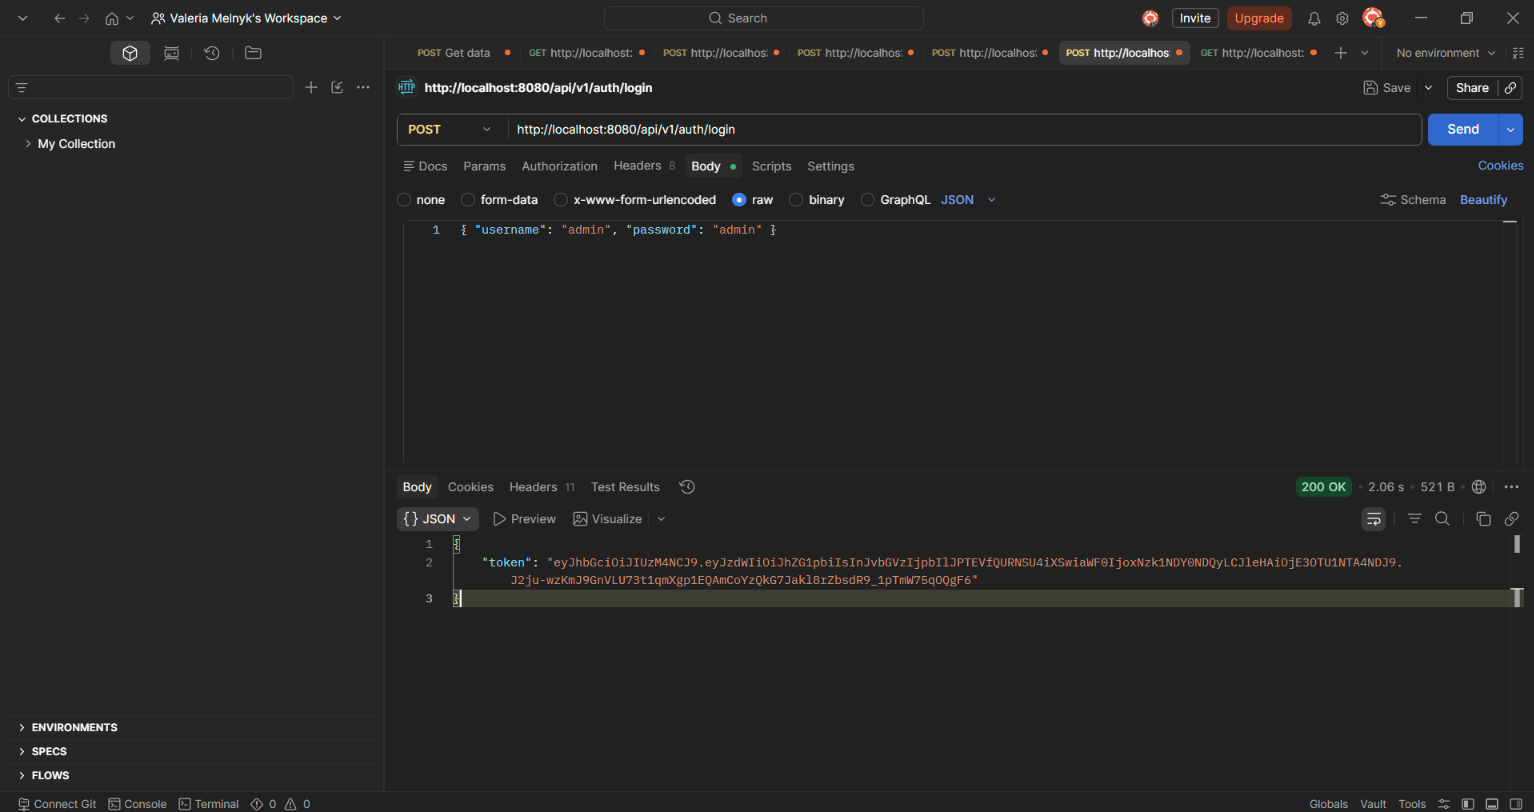 Valeria Melnyk's Workspace
Search
Invite
Upgrade
POST Get data
GET http://localhost:
POST http://localhost:
POST http://localhost:
POST http://localhost:
POST http://localhos
GET http://localhost:
No environment
HTTP http://localhost:8080/api/v1/auth/login
Save
Share
COLLECTIONS
My Collection
POST http://localhost:8080/api/v1/auth/login
Send
Docs Params Authorization Headers 8 Body Scripts Settings
Cookies
none form-data x-www-form-urlencoded raw binary GraphQL JSON
Schema Beautify
1 { "username": "admin", "password": "admin" }
Body Cookies Headers 11 Test Results
200 OK • 2.06 s • 521 B
{} JSON Preview Visualize
1 {
2 "token": "eyJhbGciOiJIUzM4NCJ9.eyJzdWIiOiJhZG1pbiIsInJvbGVzIjpbIlJPTEVfQURNSU4iXSwiaWF0IjoxNzk1NDY0NDQyLCJleHAiOjE3OTU1NTA4NDJ9.
J2ju-wzKmJ9GnVLU73t1qmXgp1EQAmCoYzQkG7Jakl8rZbsdR9_1pTmW75qOQgF6"
3 }
ENVIRONMENTS
SPECS
FLOWS
Connect Git Console Terminal 0 0
Globals Vault Tools